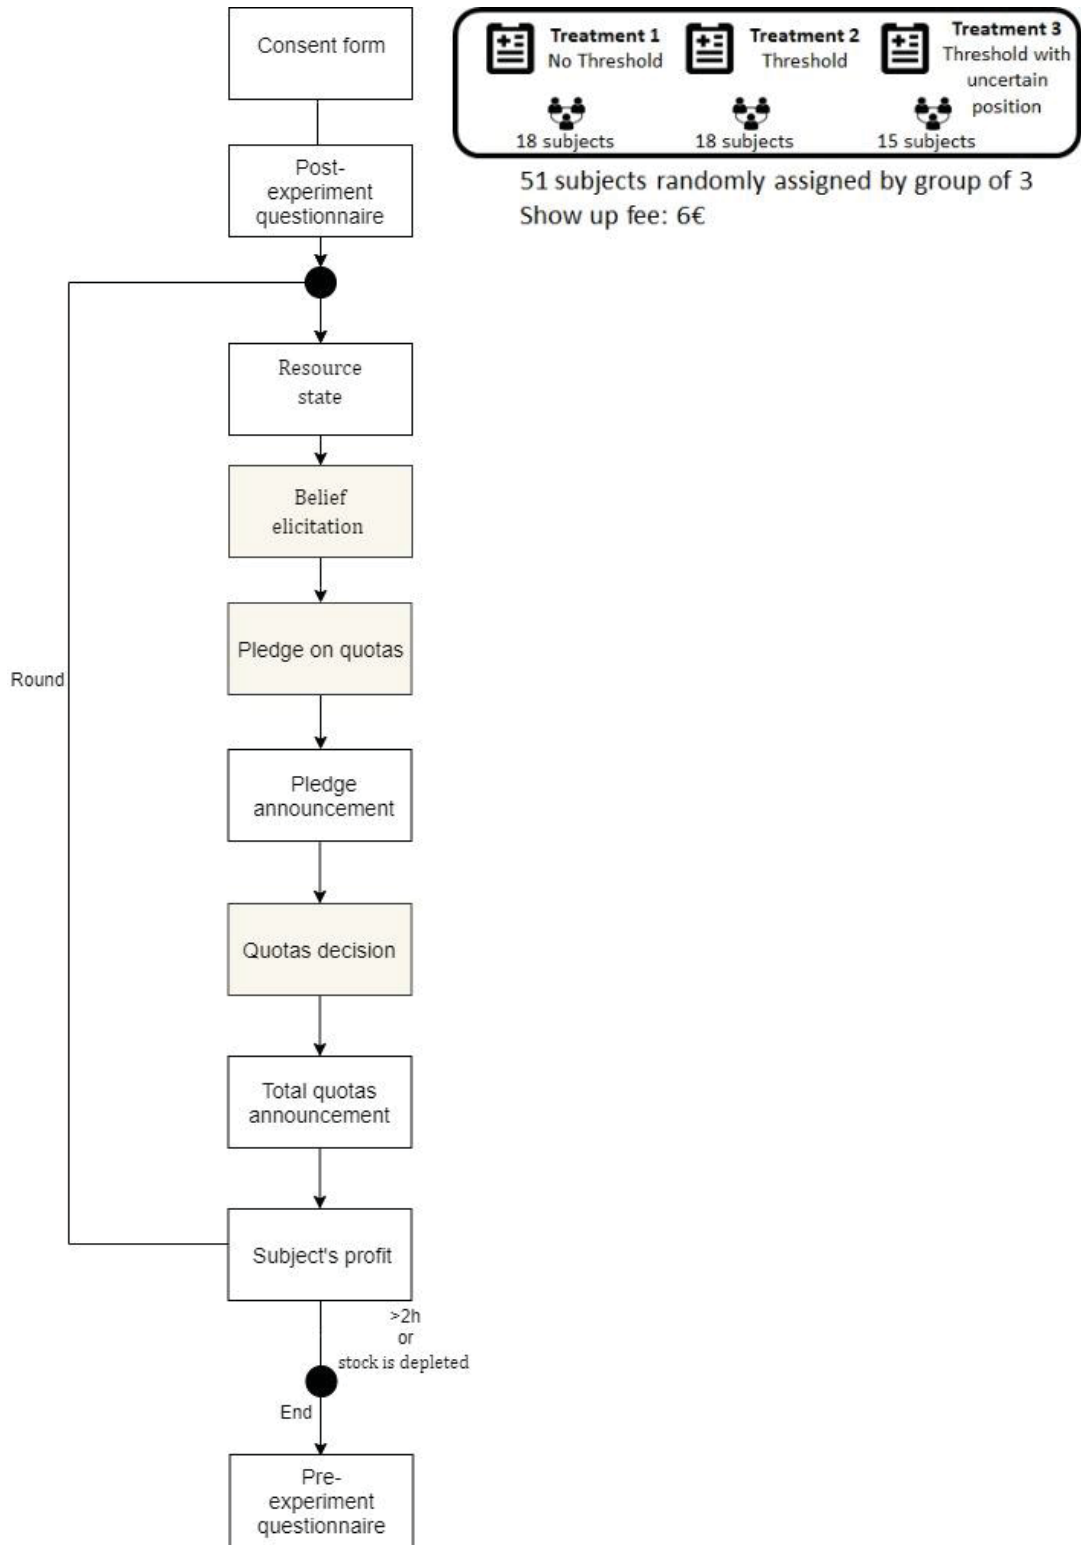 Consent form
Post-
experiment
questionnaire
Resource
state
Belief
elicitation
Pledge on quotas
Round
Pledge
announcement
Quotas decision
Total quotas
announcement
Subject's profit
>2h
or
stock is depleted
End
Pre-
experiment
questionnaire
Treatment 1
No Threshold
18 subjects
Treatment 2
Threshold
18 subjects
Treatment 3
Threshold with
uncertain
position
15 subjects
51 subjects randomly assigned by group of 3
Show up fee: 6€